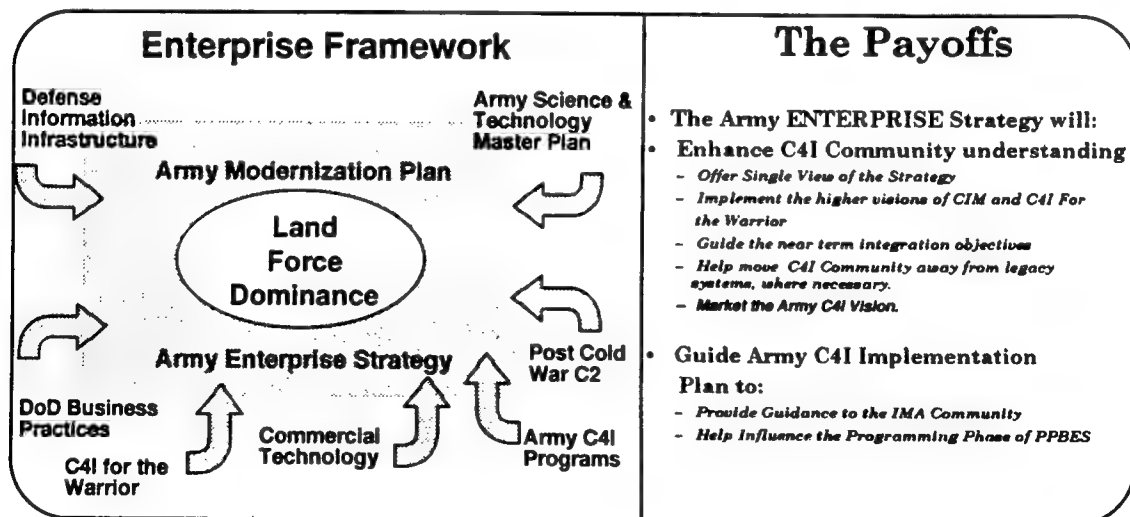 Enterprise Framework
Defense
Information
Infrastructure
Army Science &
Technology
Master Plan
Army Modernization Plan
Land
Force
Dominance
Army Enterprise Strategy
Post Cold
War C2
DoD Business
Practices
C4I for the
Warrior
Commercial
Technology
Army C4I
Programs
The Payoffs
• The Army ENTERPRISE Strategy will:
• Enhance C4I Community understanding
– Offer Single View of the Strategy
– Implement the higher visions of CIM and C4I For
the Warrior
– Guide the near term integration objectives
– Help move C4I Community away from legacy
systems, where necessary.
– Market the Army C4I Vision.
• Guide Army C4I Implementation
Plan to:
– Provide Guidance to the IMA Community
– Help Influence the Programming Phase of PPBES